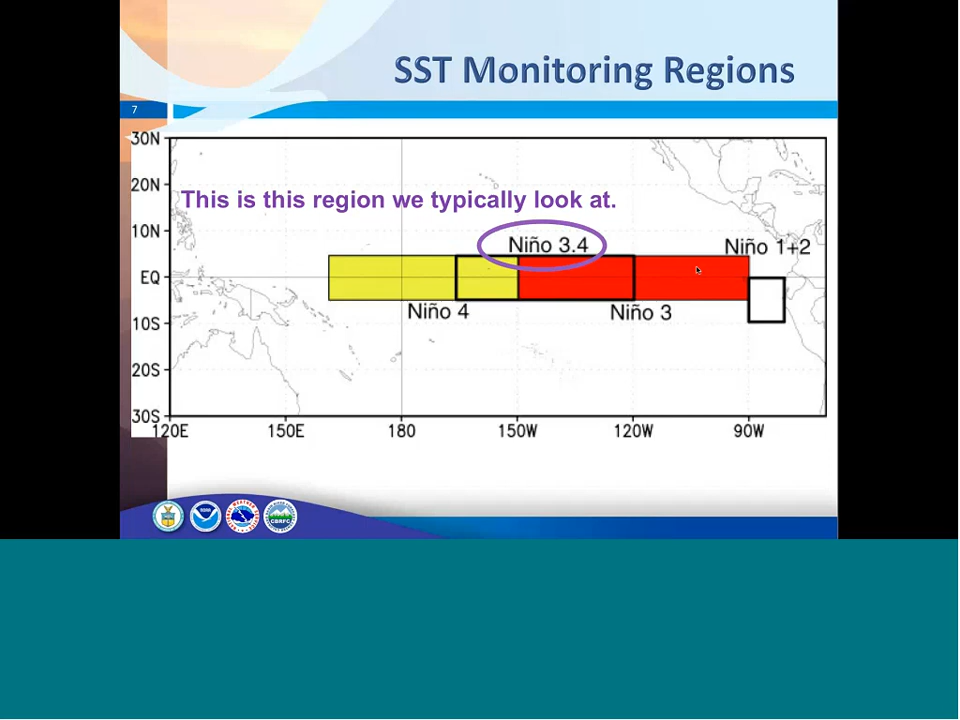 SST Monitoring Regions
7
30N
20N
This is this region we typically look at.
10N
Niño 3.4
Niño 1+2
EQ
Niño 4
Niño 3
10S
20S
30S
120E 150E 180 150W 120W 90W
CBRFC